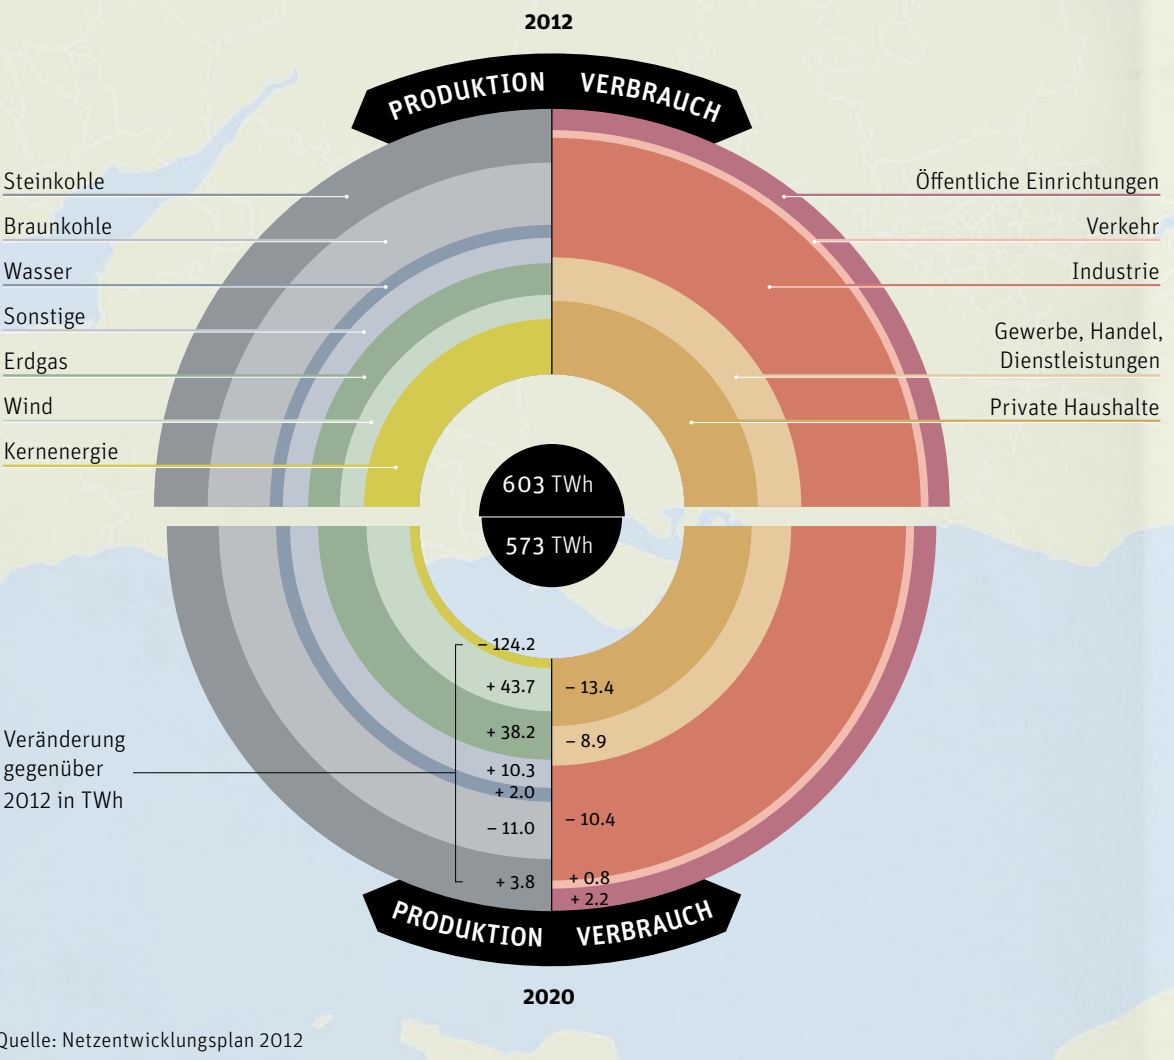 2012
PRODUKTION
VERBRAUCH
Steinkohle
Braunkohle
Wasser
Sonstige
Erdgas
Wind
Kernenergie
Öffentliche Einrichtungen
Verkehr
Industrie
Gewerbe, Handel,
Dienstleistungen
Private Haushalte
603 TWh
573 TWh
– 124.2
+ 43.7
+ 38.2
+ 10.3
+ 2.0
– 11.0
+ 3.8
– 13.4
– 8.9
– 10.4
+ 0.8
+ 2.2
Veränderung
gegenüber
2012 in TWh
PRODUKTION
VERBRAUCH
2020
Quelle: Netzentwicklungsplan 2012